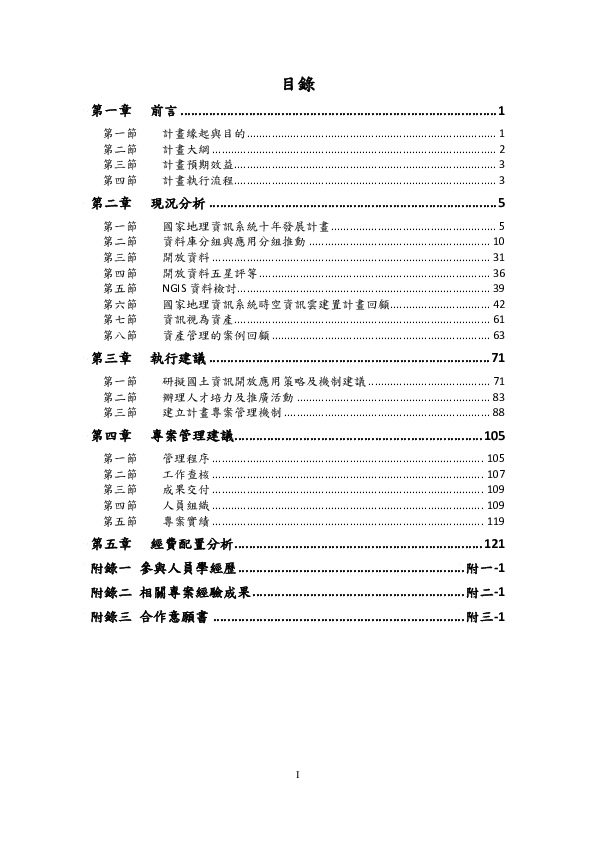 目錄
第一章 前言 1
第一節 計畫緣起與目的 1
第二節 計畫大綱 2
第三節 計畫預期效益 3
第四節 計畫執行流程 3
第二章 現況分析 5
第一節 國家地理資訊系統十年發展計畫 5
第二節 資料庫分組與應用分組推動 10
第三節 開放資料 31
第四節 開放資料五星評等 36
第五節 NGIS 資料檢討 39
第六節 國家地理資訊系統時空資訊雲建置計畫回顧 42
第七節 資訊視為資產 61
第八節 資產管理的案例回顧 63
第三章 執行建議 71
第一節 研擬國土資訊開放應用策略及機制建議 71
第二節 辦理人才培力及推廣活動 83
第三節 建立計畫專案管理機制 88
第四章 專案管理建議 105
第一節 管理程序 105
第二節 工作查核 107
第三節 成果交付 109
第四節 人員組織 109
第五節 專案實績 119
第五章 經費配置分析 121
附錄一 參與人員學經歷 附一-1
附錄二 相關專案經驗成果 附二-1
附錄三 合作意願書 附三-1
I